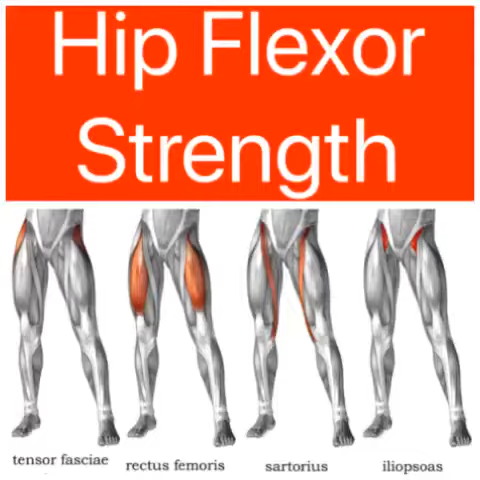 Hip Flexor
Strength
tensor fasciae rectus femoris sartorius iliopsoas